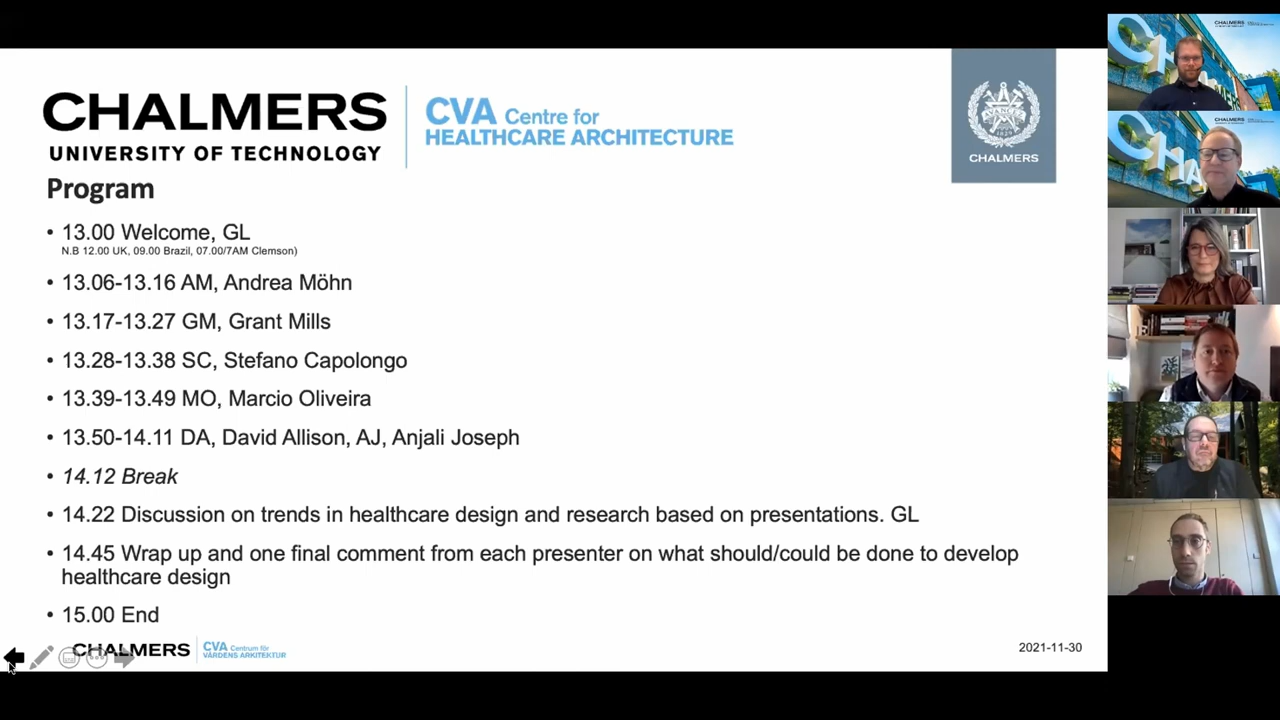 CHALMERS
UNIVERSITY OF TECHNOLOGY
CVA Centre for
HEALTHCARE ARCHITECTURE
CHALMERS
Program
• 13.00 Welcome, GL
N.B 12.00 UK, 09.00 Brazil, 07.00/7AM Clemson)
• 13.06-13.16 AM, Andrea Möhn
• 13.17-13.27 GM, Grant Mills
• 13.28-13.38 SC, Stefano Capolongo
• 13.39-13.49 MO, Marcio Oliveira
• 13.50-14.11 DA, David Allison, AJ, Anjali Joseph
• 14.12 Break
• 14.22 Discussion on trends in healthcare design and research based on presentations. GL
• 14.45 Wrap up and one final comment from each presenter on what should/could be done to develop
healthcare design
• 15.00 End
CHALMERS
CVA Centrum för
VÅRDENS ARKITEKTUR
2021-11-30
CHALMERS
CHALMERS